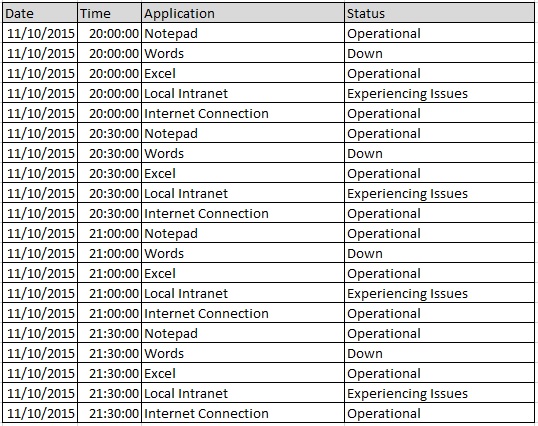 Date Time Application Status
11/10/2015 20:00:00 Notepad Operational
11/10/2015 20:00:00 Words Down
11/10/2015 20:00:00 Excel Operational
11/10/2015 20:00:00 Local Intranet Experiencing Issues
11/10/2015 20:00:00 Internet Connection Operational
11/10/2015 20:30:00 Notepad Operational
11/10/2015 20:30:00 Words Down
11/10/2015 20:30:00 Excel Operational
11/10/2015 20:30:00 Local Intranet Experiencing Issues
11/10/2015 20:30:00 Internet Connection Operational
11/10/2015 21:00:00 Notepad Operational
11/10/2015 21:00:00 Words Down
11/10/2015 21:00:00 Excel Operational
11/10/2015 21:00:00 Local Intranet Experiencing Issues
11/10/2015 21:00:00 Internet Connection Operational
11/10/2015 21:30:00 Notepad Operational
11/10/2015 21:30:00 Words Down
11/10/2015 21:30:00 Excel Operational
11/10/2015 21:30:00 Local Intranet Experiencing Issues
11/10/2015 21:30:00 Internet Connection Operational